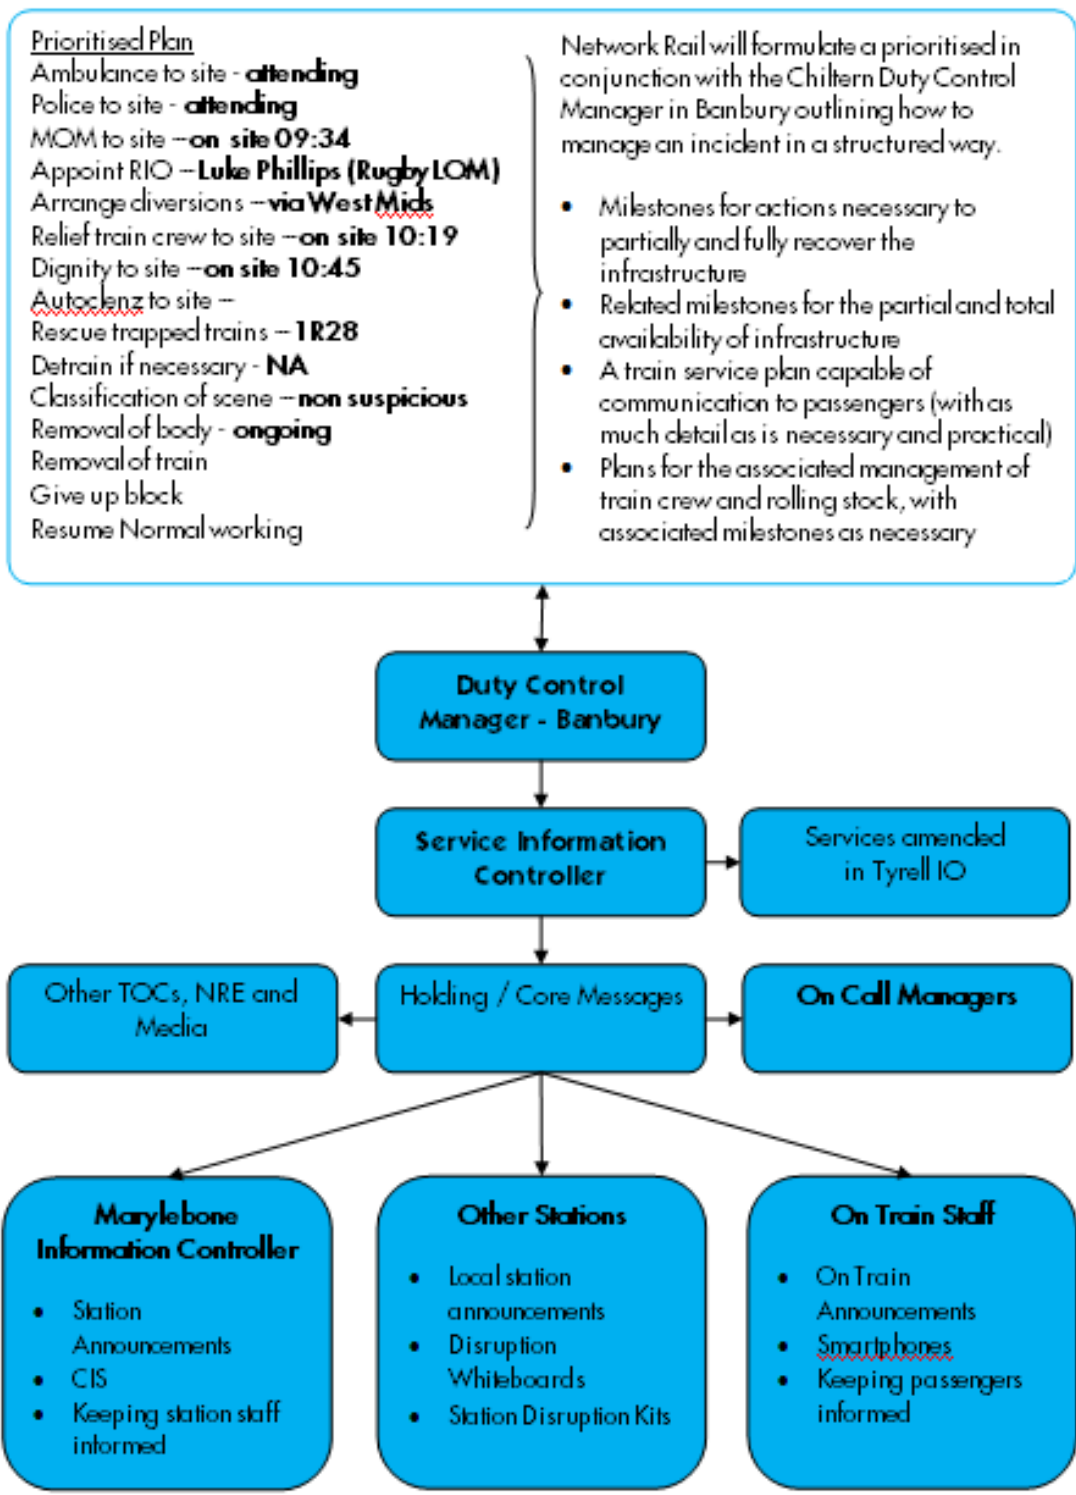 Prioritised Plan
Ambulance to site - attending
Police to site - attending
MOM to site – on site 09:34
Appoint RIO – Luke Phillips (Rugby LOM)
Arrange diversions – via West Mids
Relief train crew to site – on site 10:19
Dignity to site – on site 10:45
Autoclenz to site –
Rescue trapped trains – 1R28
Detrain if necessary - NA
Classification of scene – non suspicious
Removal of body - ongoing
Removal of train
Give up block
Resume Normal working
Network Rail will formulate a prioritised in
conjunction with the Chiltern Duty Control
Manager in Banbury outlining how to
manage an incident in a structured way.
• Milestones for actions necessary to
partially and fully recover the
infrastructure
• Related milestones for the partial and total
availability of infrastructure
• A train service plan capable of
communication to passengers (with as
much detail as is necessary and practical)
• Plans for the associated management of
train crew and rolling stock, with
associated milestones as necessary
Duty Control
Manager - Banbury
Service Information
Controller
Services amended
in Tyrell IO
Other TOCs, NRE and
Media
Holding / Core Messages
On Call Managers
Marylebone
Information Controller
• Station
Announcements
• CIS
• Keeping station staff
informed
Other Stations
• Local station
announcements
• Disruption
Whiteboards
• Station Disruption Kits
On Train Staff
• On Train
Announcements
• Smartphones
• Keeping passengers
informed